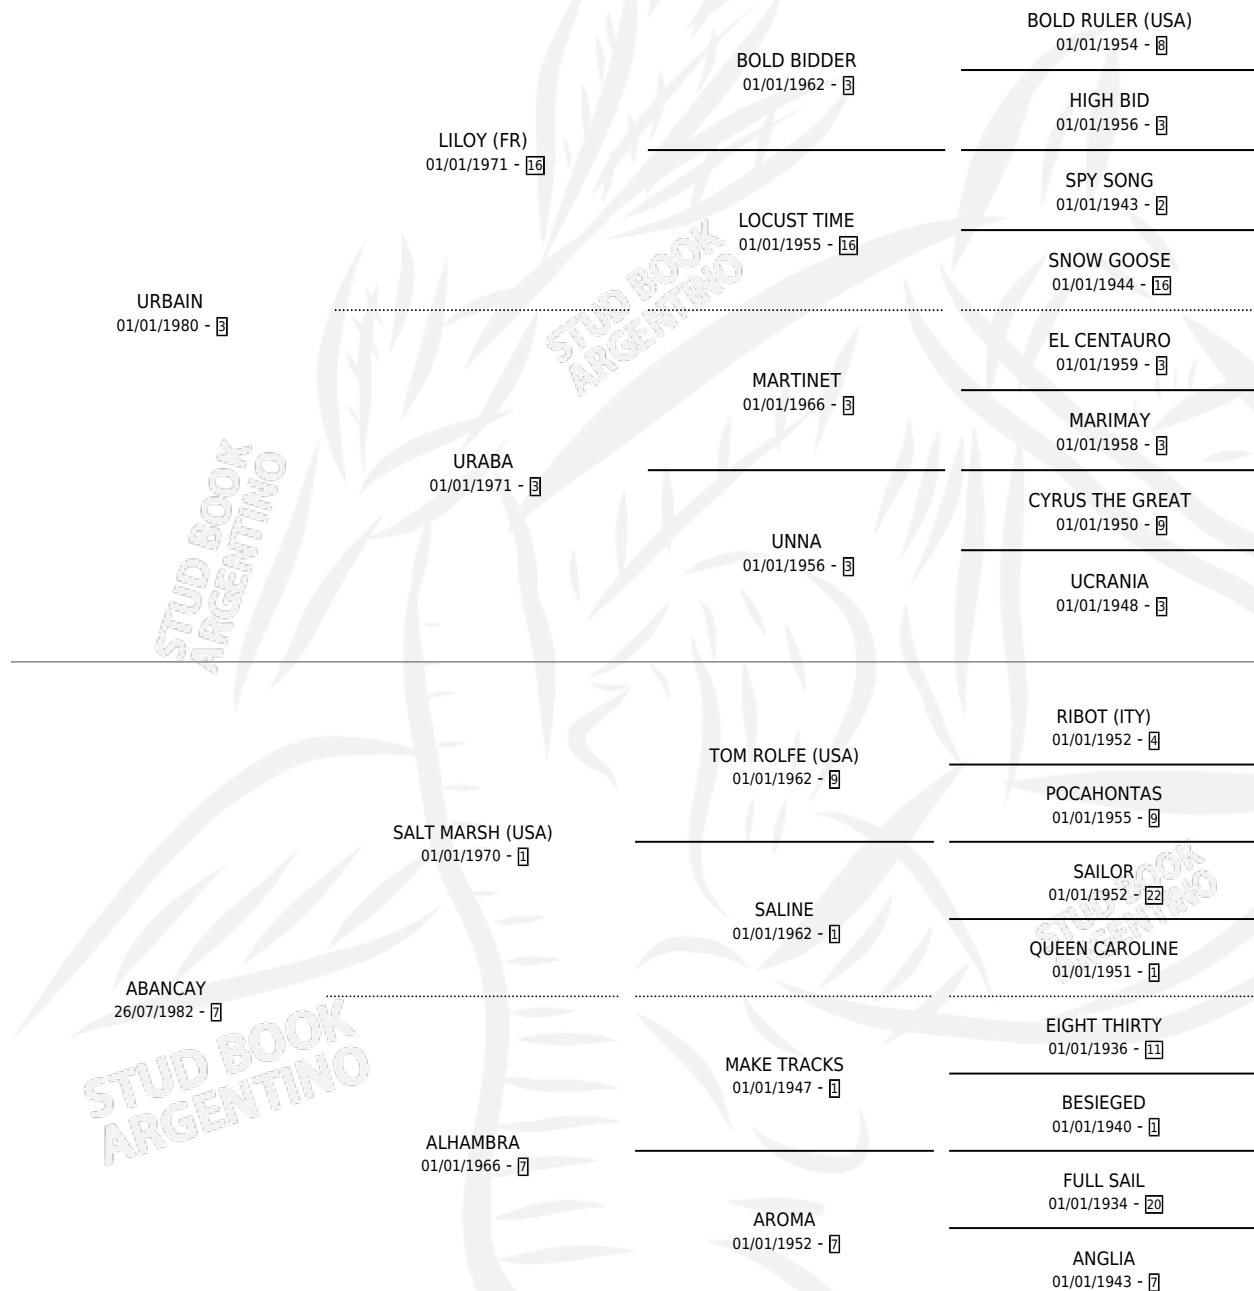 BOLD RULER (USA)
01/01/1954 - 8
BOLD BIDDER
01/01/1962 - 3
HIGH BID
01/01/1956 - 3
LILOY (FR)
01/01/1971 - 16
SPY SONG
01/01/1943 - 2
LOCUST TIME
01/01/1955 - 16
SNOW GOOSE
01/01/1944 - 16
URBAIN
01/01/1980 - 3
EL CENTAURO
01/01/1959 - 3
MARTINET
01/01/1966 - 3
MARIMAY
01/01/1958 - 3
URABA
01/01/1971 - 3
CYRUS THE GREAT
01/01/1950 - 9
UNNA
01/01/1956 - 3
UCRANIA
01/01/1948 - 3
RIBOT (ITY)
01/01/1952 - 4
TOM ROLFE (USA)
01/01/1962 - 9
POCAHONTAS
01/01/1955 - 9
SALT MARSH (USA)
01/01/1970 - 1
SAILOR
01/01/1952 - 22
SALINE
01/01/1962 - 1
QUEEN CAROLINE
01/01/1951 - 1
ABANCAY
26/07/1982 - 7
EIGHT THIRTY
01/01/1936 - 11
MAKE TRACKS
01/01/1947 - 1
BESIEGED
01/01/1940 - 1
ALHAMBRA
01/01/1966 - 7
FULL SAIL
01/01/1934 - 20
AROMA
01/01/1952 - 7
ANGLIA
01/01/1943 - 7
STUD BOOK
ARGENTINO
STUD BOOK
ARGENTINO
STUD BOOK
ARGENTINO
STUD BOOK
ARGENTINO